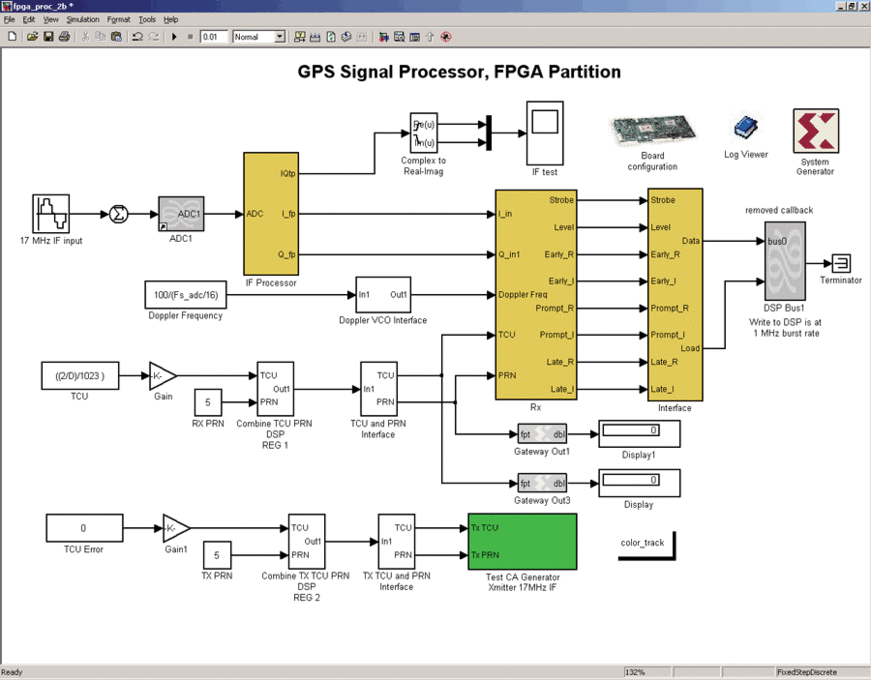 fpga_proc_2b *
File Edit View Simulation Format Tools Help
0.01 Normal
GPS Signal Processor, FPGA Partition
Re(u)
Im(u)
Complex to
Real-Imag
IF test
Board
configuration
Log Viewer
System
Generator
17 MHz IF input
ADC1
ADC1
ADC
IQfp
I_fp
Q_fp
IF Processor
100/(Fs_adc/16)
Doppler Frequency
In1 Out1
Doppler VCO Interface
I_in
Q_in1
Doppler Freq
TCU
PRN
Strobe
Level
Early_R
Early_I
Prompt_R
Prompt_I
Late_R
Late_I
Rx
Strobe
Level
Early_R
Early_I
Prompt_R
Prompt_I
Late_R
Late_I
Data
Load
Interface
removed callback
bus0
DSP Bus1
Write to DSP is at
1 MHz burst rate
Terminator
((2/D)/1023 )
TCU
-K-
Gain
5
RX PRN
TCU
Out1
PRN
Combine TCU PRN
DSP
REG 1
TCU
In1
PRN
TCU and PRN
Interface
fpt dbl
Gateway Out1
0
Display1
fpt dbl
Gateway Out3
0
Display
0
TCU Error
-K-
Gain1
5
TX PRN
TCU
Out1
PRN
Combine TX TCU PRN
DSP
REG 2
TCU
In1
PRN
TX TCU and PRN
Interface
Tx TCU
Tx PRN
Test CA Generator
Xmitter 17MHz IF
color_track
Ready 132% FixedStepDiscrete